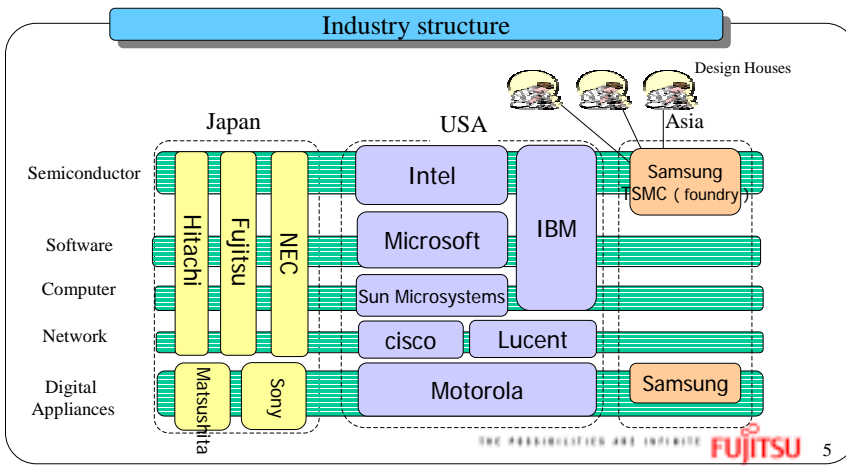 Industry structure
Design Houses
Japan
USA
Asia
Semiconductor
Software
Computer
Network
Digital
Appliances
Hitachi
Fujitsu
NEC
Matsushita
Sony
Intel
Microsoft
Sun Microsystems
cisco
Lucent
Motorola
IBM
Samsung
TSMC ( foundry )
Samsung
THE POSSIBILITIES ARE INFINITE
FUJITSU
5